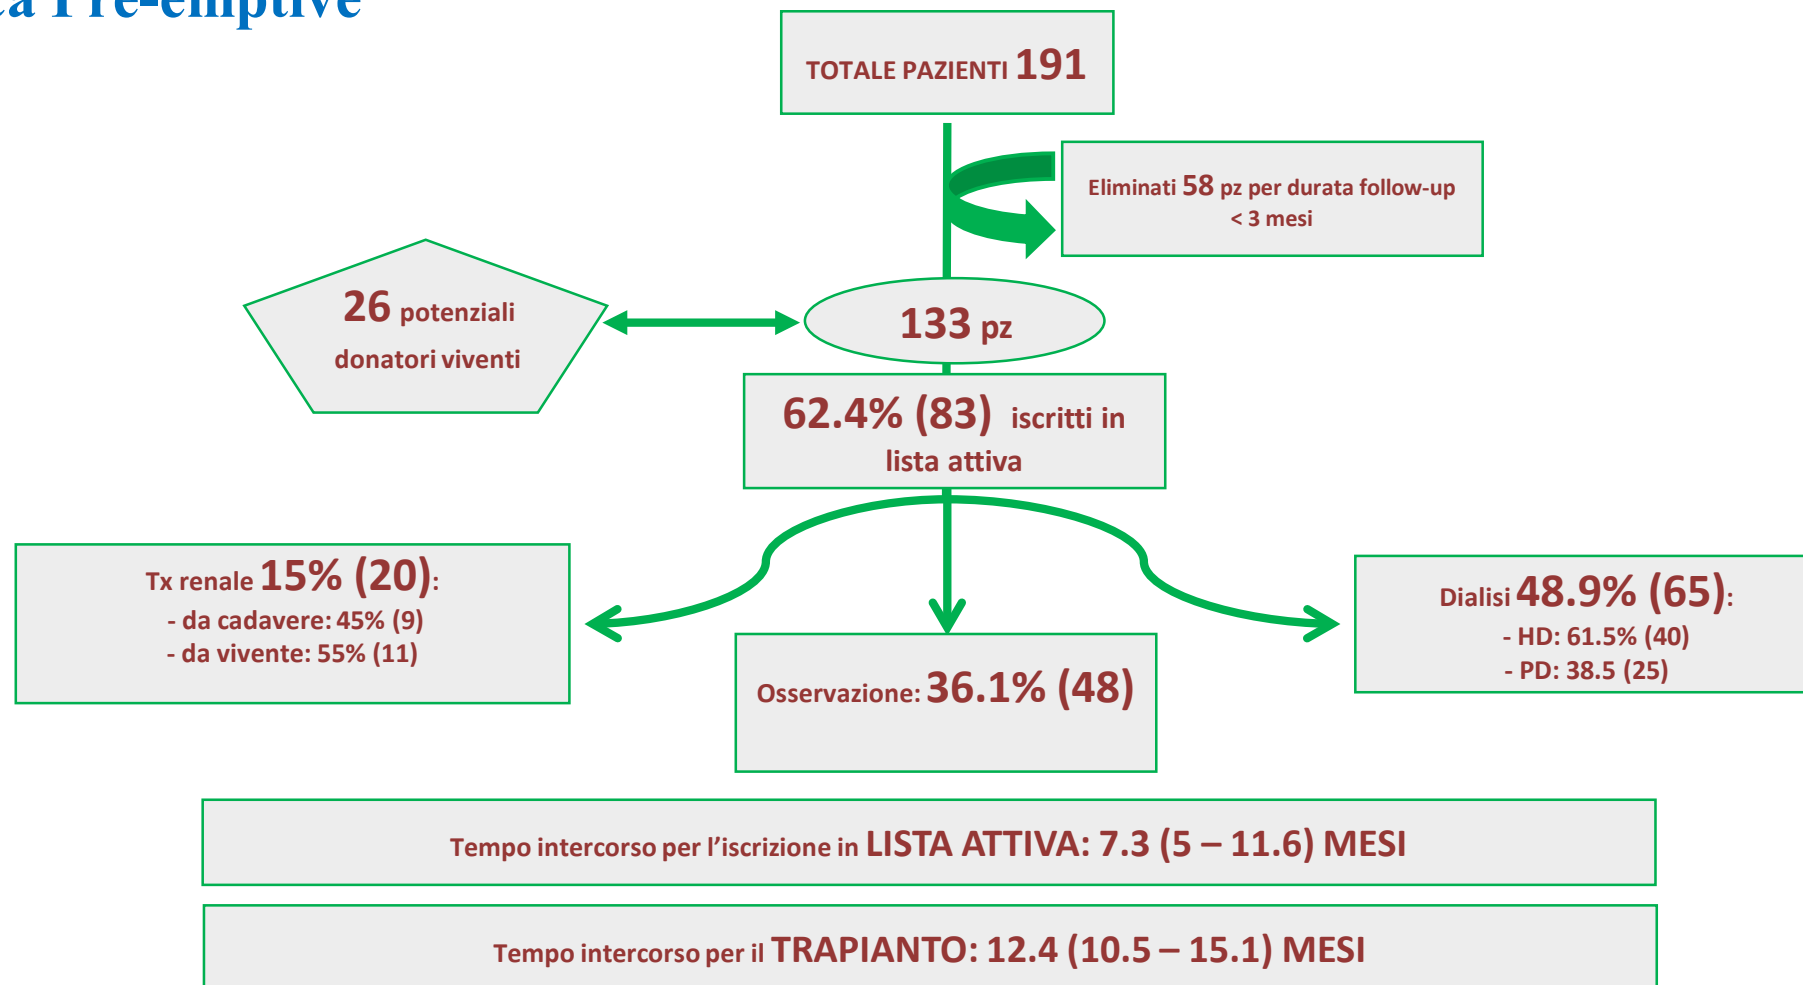 Pre-emptive
TOTALE PAZIENTI 191
Eliminati 58 pz per durata follow-up
< 3 mesi
26 potenziali
donatori viventi
133 pz
62.4% (83) iscritti in
lista attiva
Tx renale 15% (20):
- da cadavere: 45% (9)
- da vivente: 55% (11)
Osservazione: 36.1% (48)
Dialisi 48.9% (65):
- HD: 61.5% (40)
- PD: 38.5 (25)
Tempo intercorso per l’iscrizione in LISTA ATTIVA: 7.3 (5 – 11.6) MESI
Tempo intercorso per il TRAPIANTO: 12.4 (10.5 – 15.1) MESI